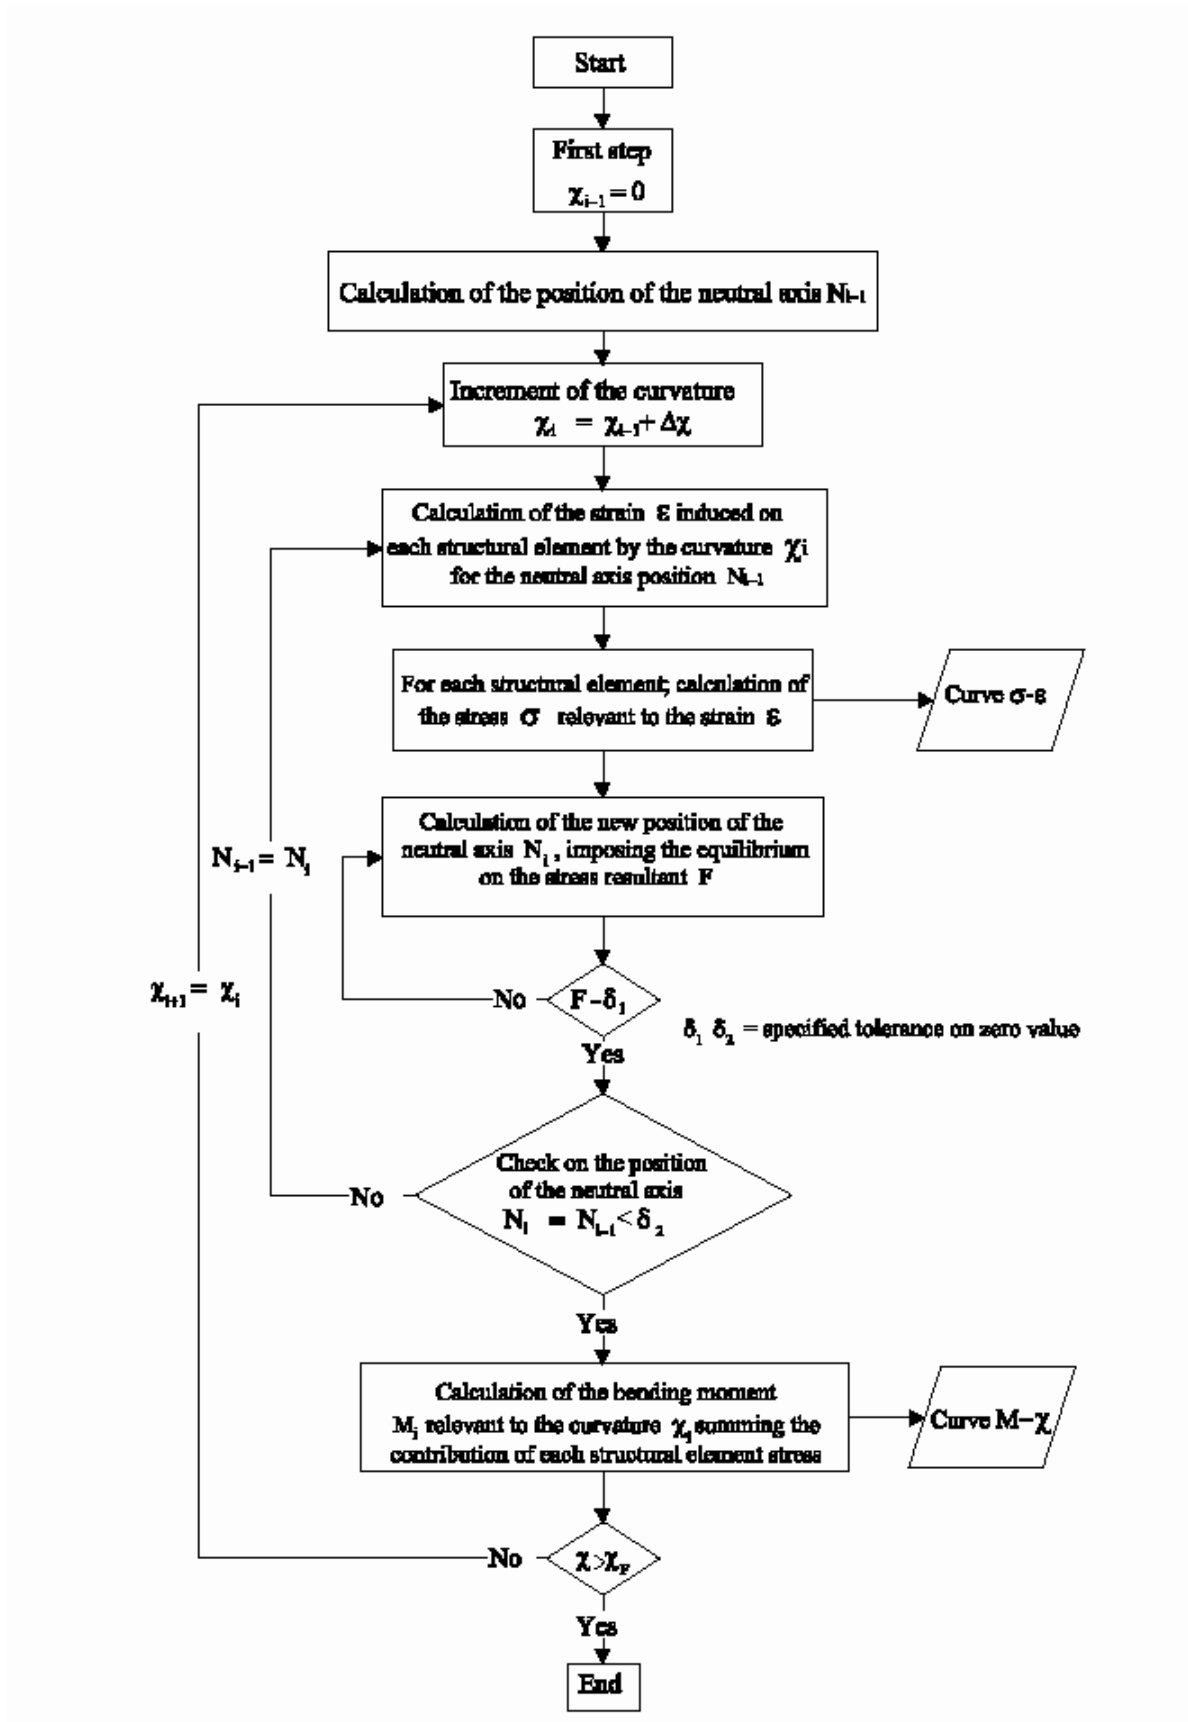 Start
First step
χᵢ₋₁ = 0
Calculation of the position of the neutral axis Nᵢ₋₁
Increment of the curvature
χᵢ = χᵢ₋₁ + Δχ
Calculation of the strain ε induced on
each structural element by the curvature χi
for the neutral axis position Nᵢ₋₁
For each structural element; calculation of
the stress σ relevant to the strain ε
Curve σ-ε
Calculation of the new position of the
neutral axis Nᵢ, imposing the equilibrium
on the stress resultant F
Nᵢ₋₁ = Nᵢ
χᵢ₊₁ = χᵢ
No
F - δ₁
δ₁ δ₂ = specified tolerance on zero value
Yes
Check on the position
of the neutral axis
Nᵢ = Nᵢ₋₁ < δ₂
No
Yes
Calculation of the bending moment
Mᵢ relevant to the curvature χᵢ summing the
contribution of each structural element stress
Curve M-χ
No
χ > χF
Yes
End